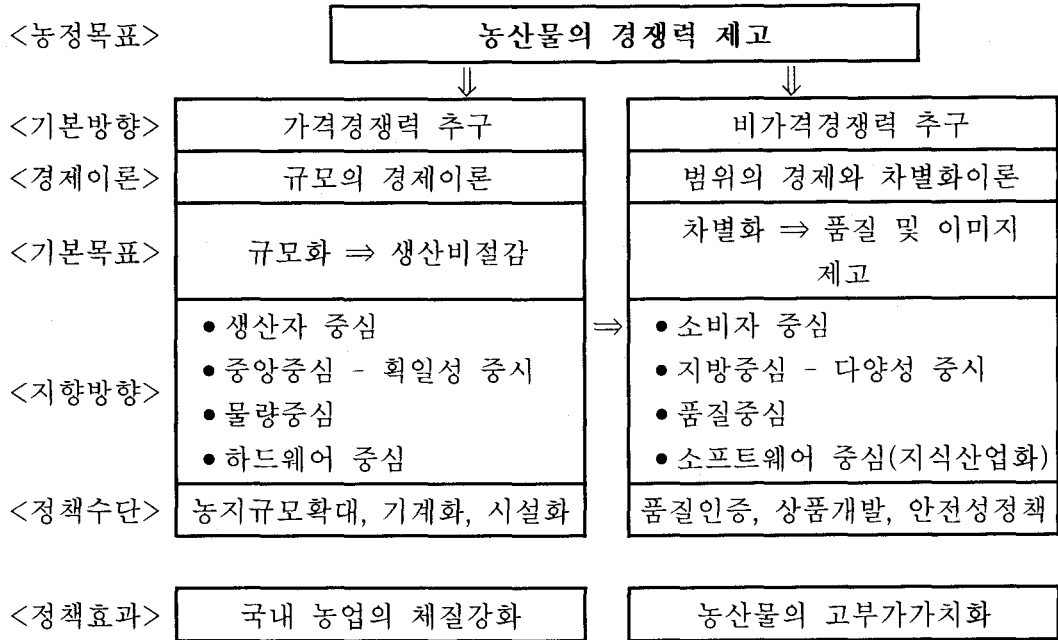 <농정목표> 농산물의 경쟁력 제고
⇓ ⇓
<기본방향> 가격경쟁력 추구 비가격경쟁력 추구
<경제이론> 규모의 경제이론 범위의 경제와 차별화이론
<기본목표> 규모화 ⇒ 생산비절감 차별화 ⇒ 품질 및 이미지 제고
<지향방향>
• 생산자 중심
• 중앙중심 - 획일성 중시
• 물량중심
• 하드웨어 중심
⇒
• 소비자 중심
• 지방중심 - 다양성 중시
• 품질중심
• 소프트웨어 중심(지식산업화)
<정책수단> 농지규모확대, 기계화, 시설화 품질인증, 상품개발, 안전성정책
<정책효과> 국내 농업의 체질강화 농산물의 고부가가치화